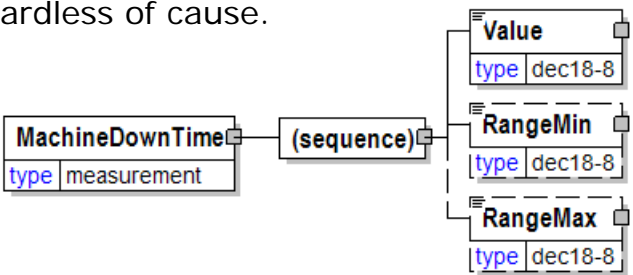 ardless of cause.
Value
type dec18-8
MachineDownTime
type measurement
(sequence)
RangeMin
type dec18-8
RangeMax
type dec18-8